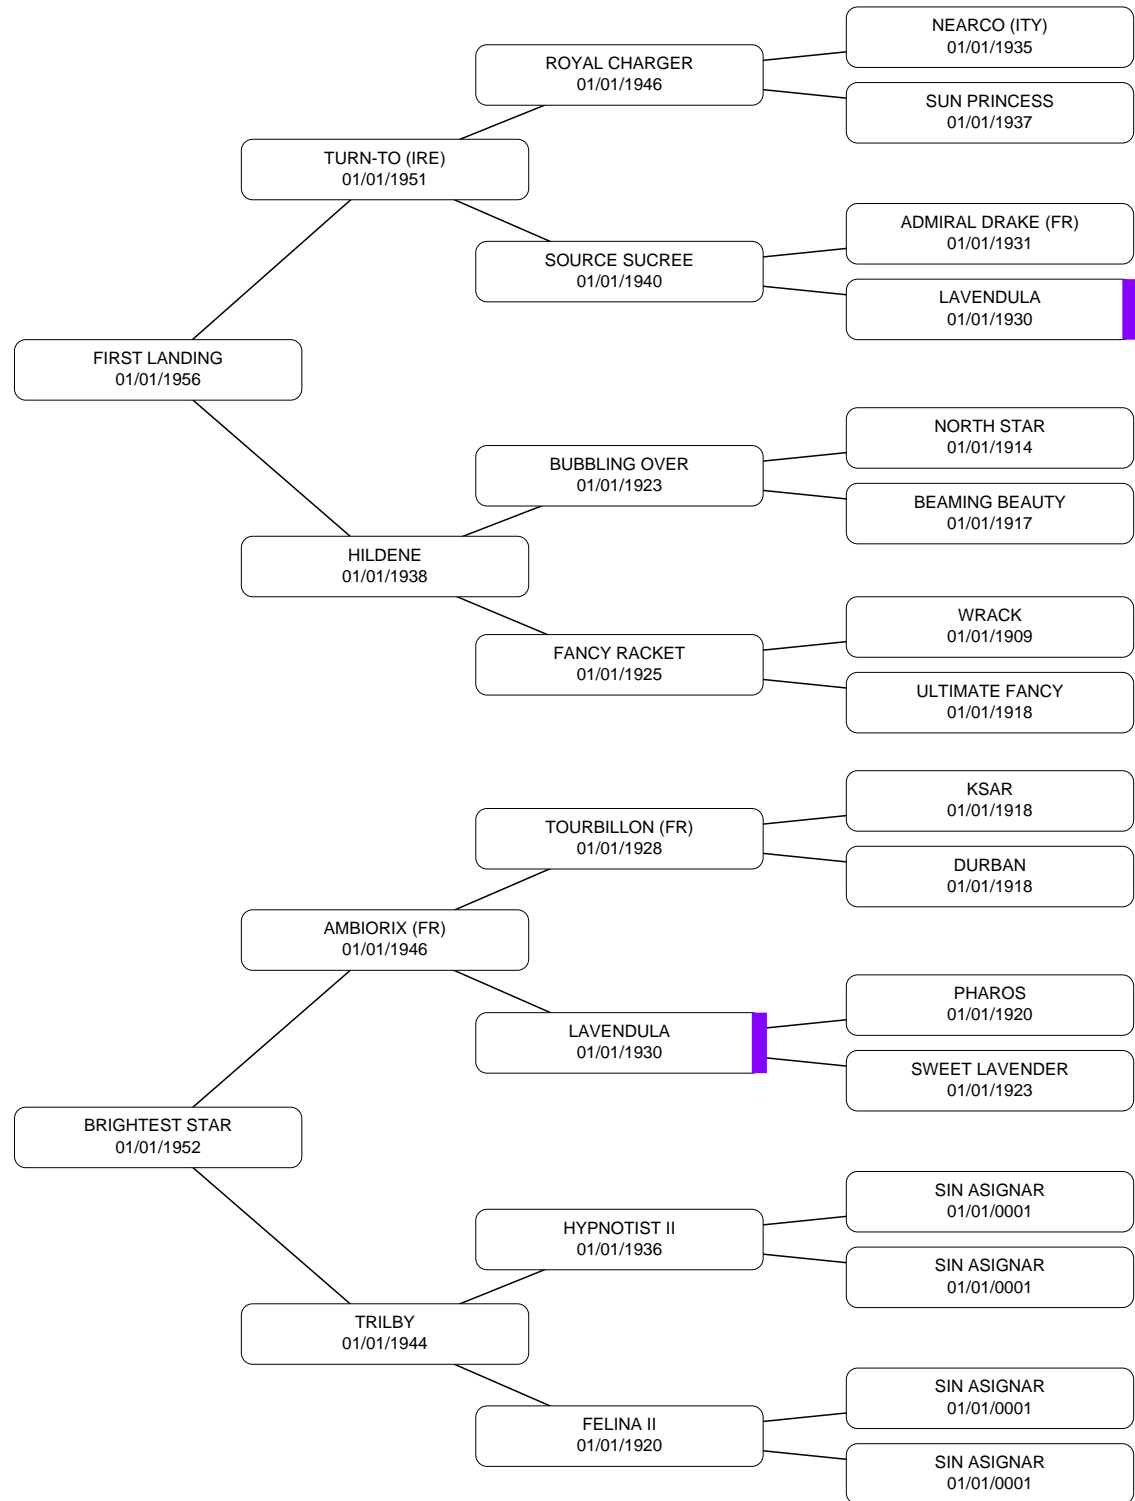 NEARCO (ITY)
01/01/1935
ROYAL CHARGER
01/01/1946
SUN PRINCESS
01/01/1937
TURN-TO (IRE)
01/01/1951
ADMIRAL DRAKE (FR)
01/01/1931
SOURCE SUCREE
01/01/1940
LAVENDULA
01/01/1930
FIRST LANDING
01/01/1956
NORTH STAR
01/01/1914
BUBBLING OVER
01/01/1923
BEAMING BEAUTY
01/01/1917
HILDENE
01/01/1938
WRACK
01/01/1909
FANCY RACKET
01/01/1925
ULTIMATE FANCY
01/01/1918
KSAR
01/01/1918
TOURBILLON (FR)
01/01/1928
DURBAN
01/01/1918
AMBIORIX (FR)
01/01/1946
PHAROS
01/01/1920
LAVENDULA
01/01/1930
SWEET LAVENDER
01/01/1923
BRIGHTEST STAR
01/01/1952
SIN ASIGNAR
01/01/0001
HYPNOTIST II
01/01/1936
SIN ASIGNAR
01/01/0001
TRILBY
01/01/1944
SIN ASIGNAR
01/01/0001
FELINA II
01/01/1920
SIN ASIGNAR
01/01/0001